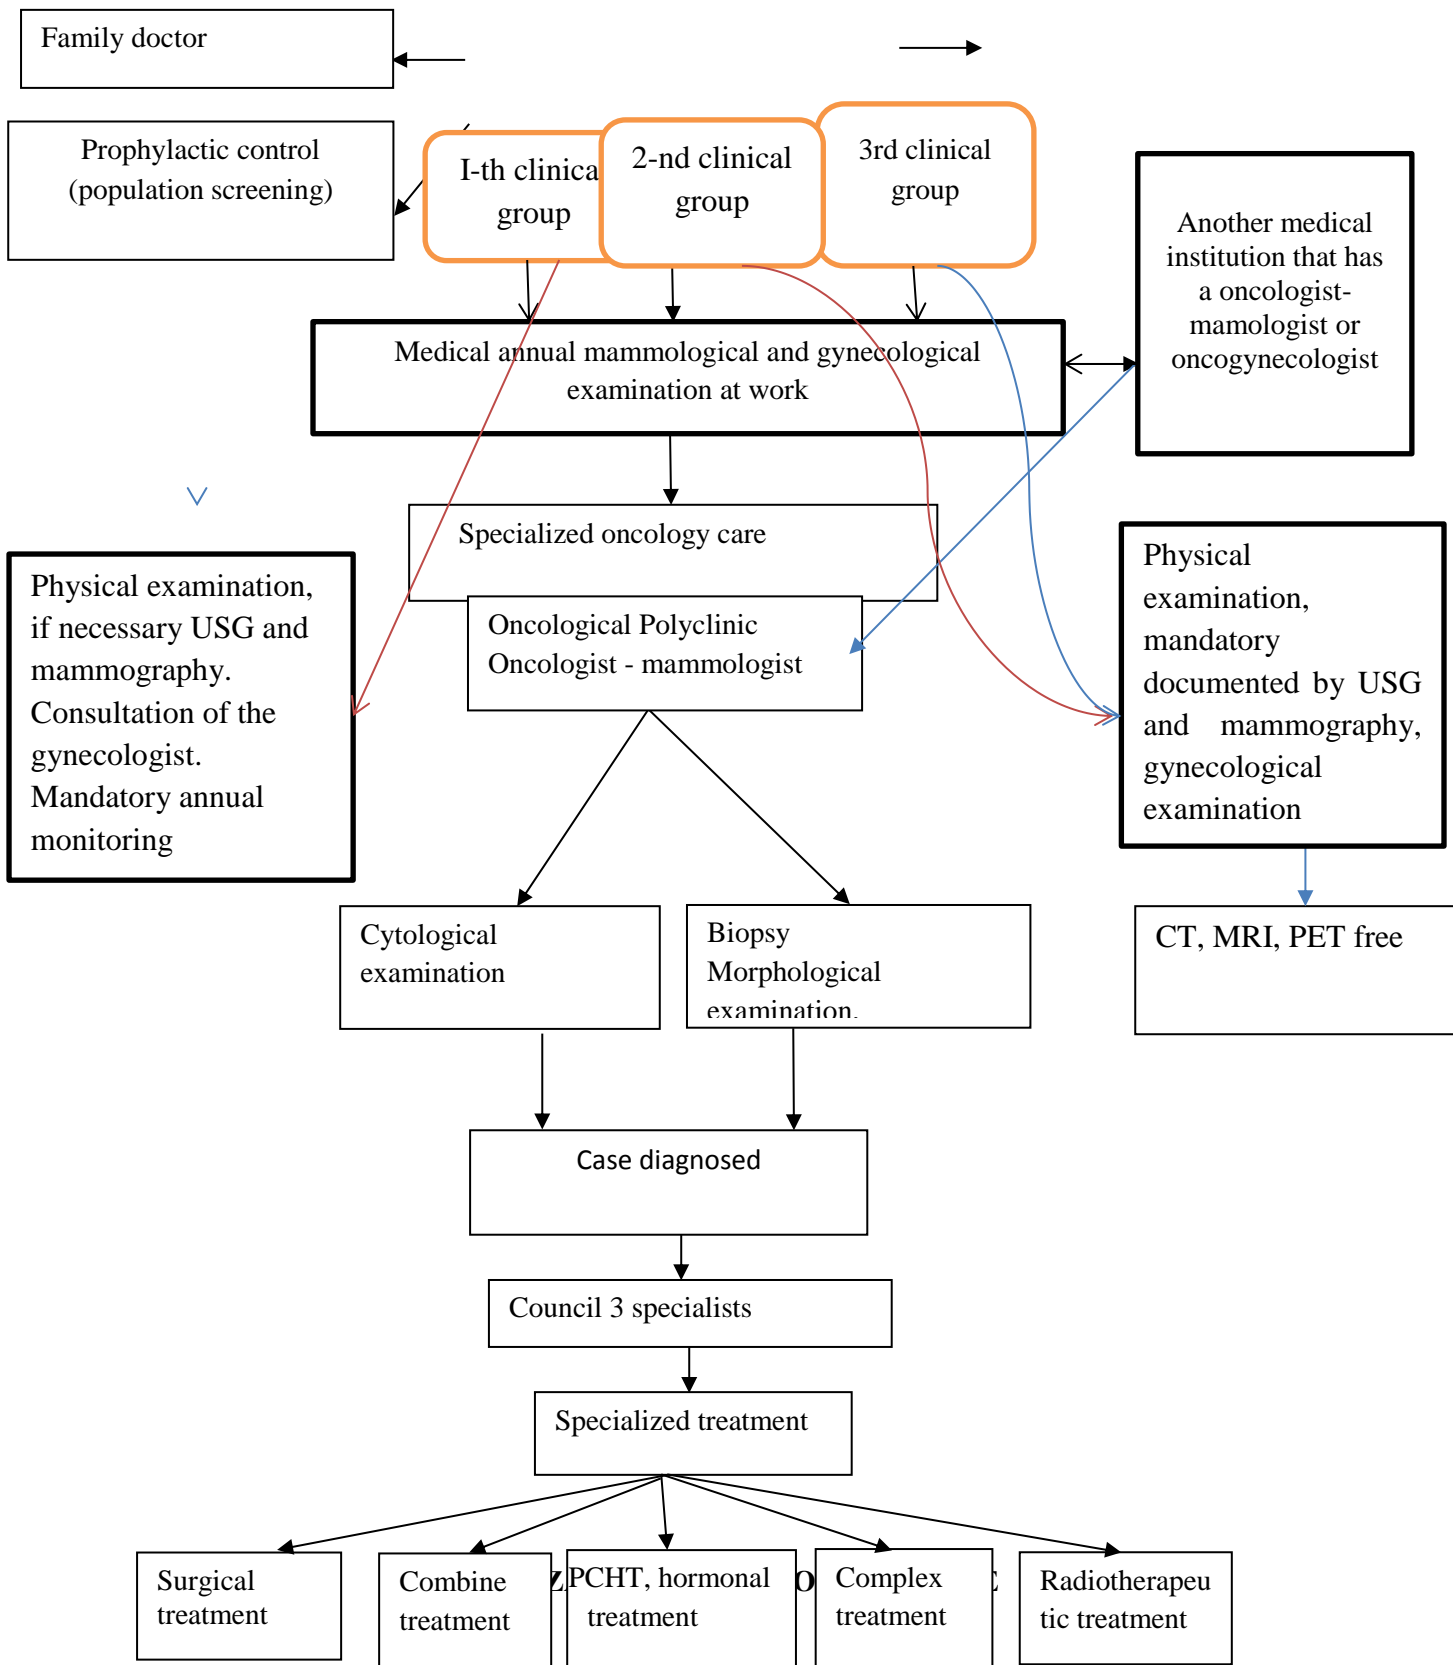 Family doctor
Prophylactic control
(population screening)
I-th clinica
group
2-nd clinical
group
3rd clinical
group
Another medical
institution that has
a oncologist-
mamologist or
oncogynecologist
Medical annual mammological and gynecological
examination at work
Specialized oncology care
Oncological Polyclinic
Oncologist - mammologist
Physical examination,
if necessary USG and
mammography.
Consultation of the
gynecologist.
Mandatory annual
monitoring
Physical
examination,
mandatory
documented by USG
and mammography,
gynecological
examination
Cytological
examination
Biopsy
Morphological
examination.
CT, MRI, PET free
Case diagnosed
Council 3 specialists
Specialized treatment
Surgical
treatment
Combine
treatment
PCHT, hormonal
treatment
Complex
treatment
Radiotherapeu
tic treatment